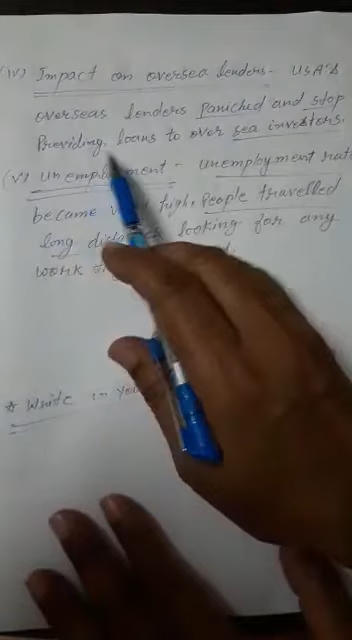 (iv) Impact on oversea lenders - USA's
overseas lenders paniched and stop
Providing loans to over sea investors.
(v) unemployment - unemployment rate
became high, People travelled
long looking for any
work
* Write in